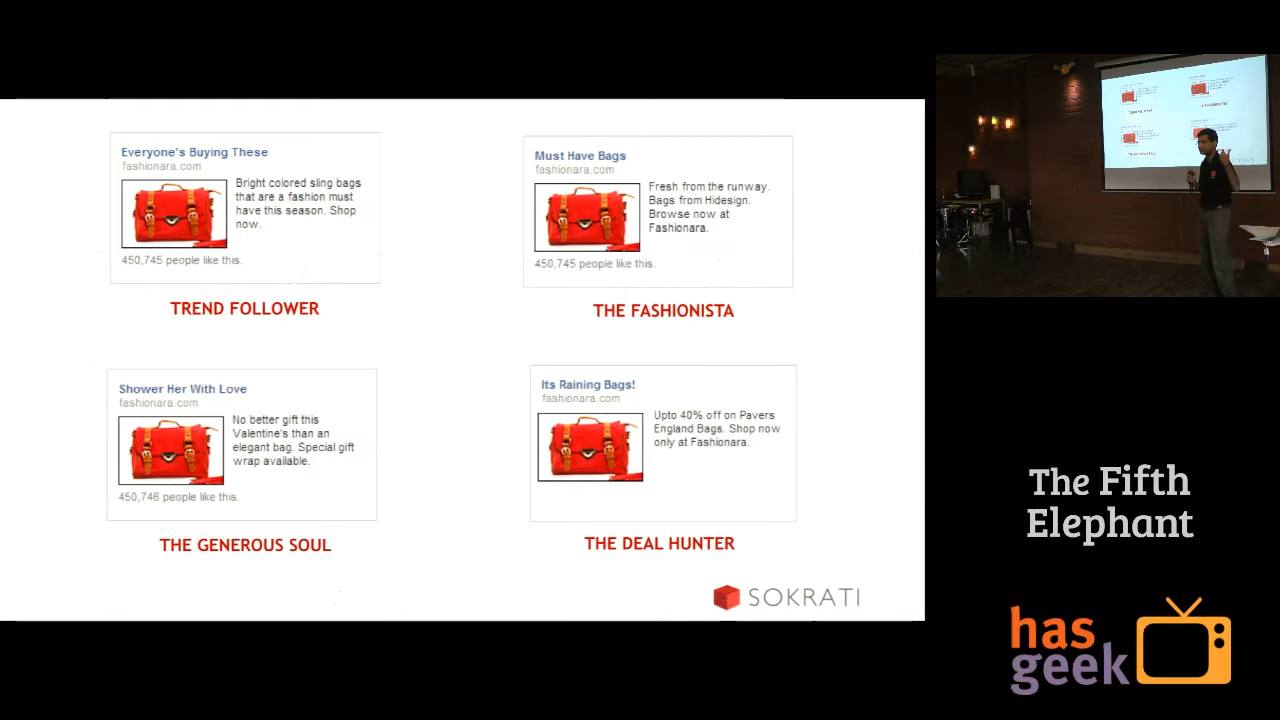 Everyone's Buying These
fashionara.com
Bright colored sling bags
that are a fashion must
have this season. Shop
now.
450,745 people like this.
TREND FOLLOWER
Must Have Bags
fashionara.com
Fresh from the runway.
Bags from Hidesign.
Browse now at
Fashionara.
450,745 people like this.
THE FASHIONISTA
Shower Her With Love
fashionara.com
No better gift this
Valentine's than an
elegant bag. Special gift
wrap available.
450,746 people like this.
THE GENEROUS SOUL
Its Raining Bags!
fashionara.com
Upto 40% off on Pavers
England Bags. Shop now
only at Fashionara.
THE DEAL HUNTER
SOKRATI
The Fifth
Elephant
has
geek